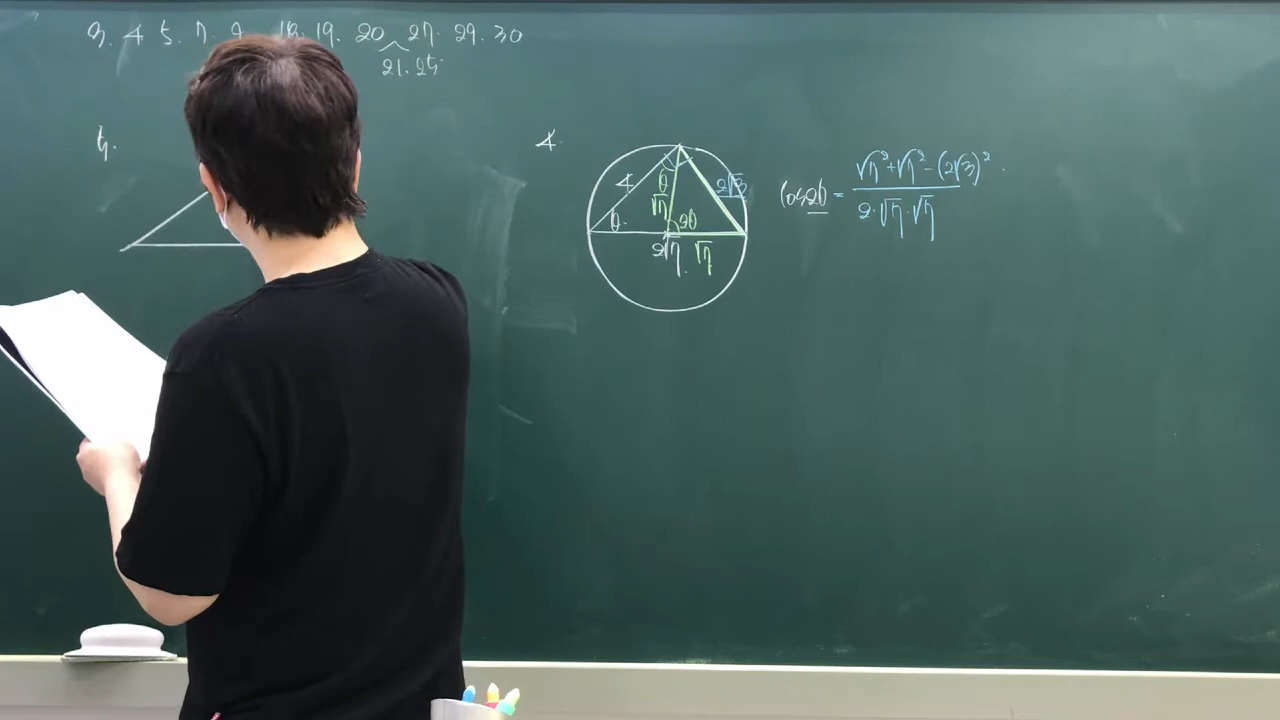 3. 4 5. 7. 9 18. 19. 20 27. 29. 30
21. 25.
5.
4.
4
θ
√7
2√3
θ
2θ
2√7.
√7
cos2θ = (√7² + √7² - (2√3)²) / (2·√7·√7)